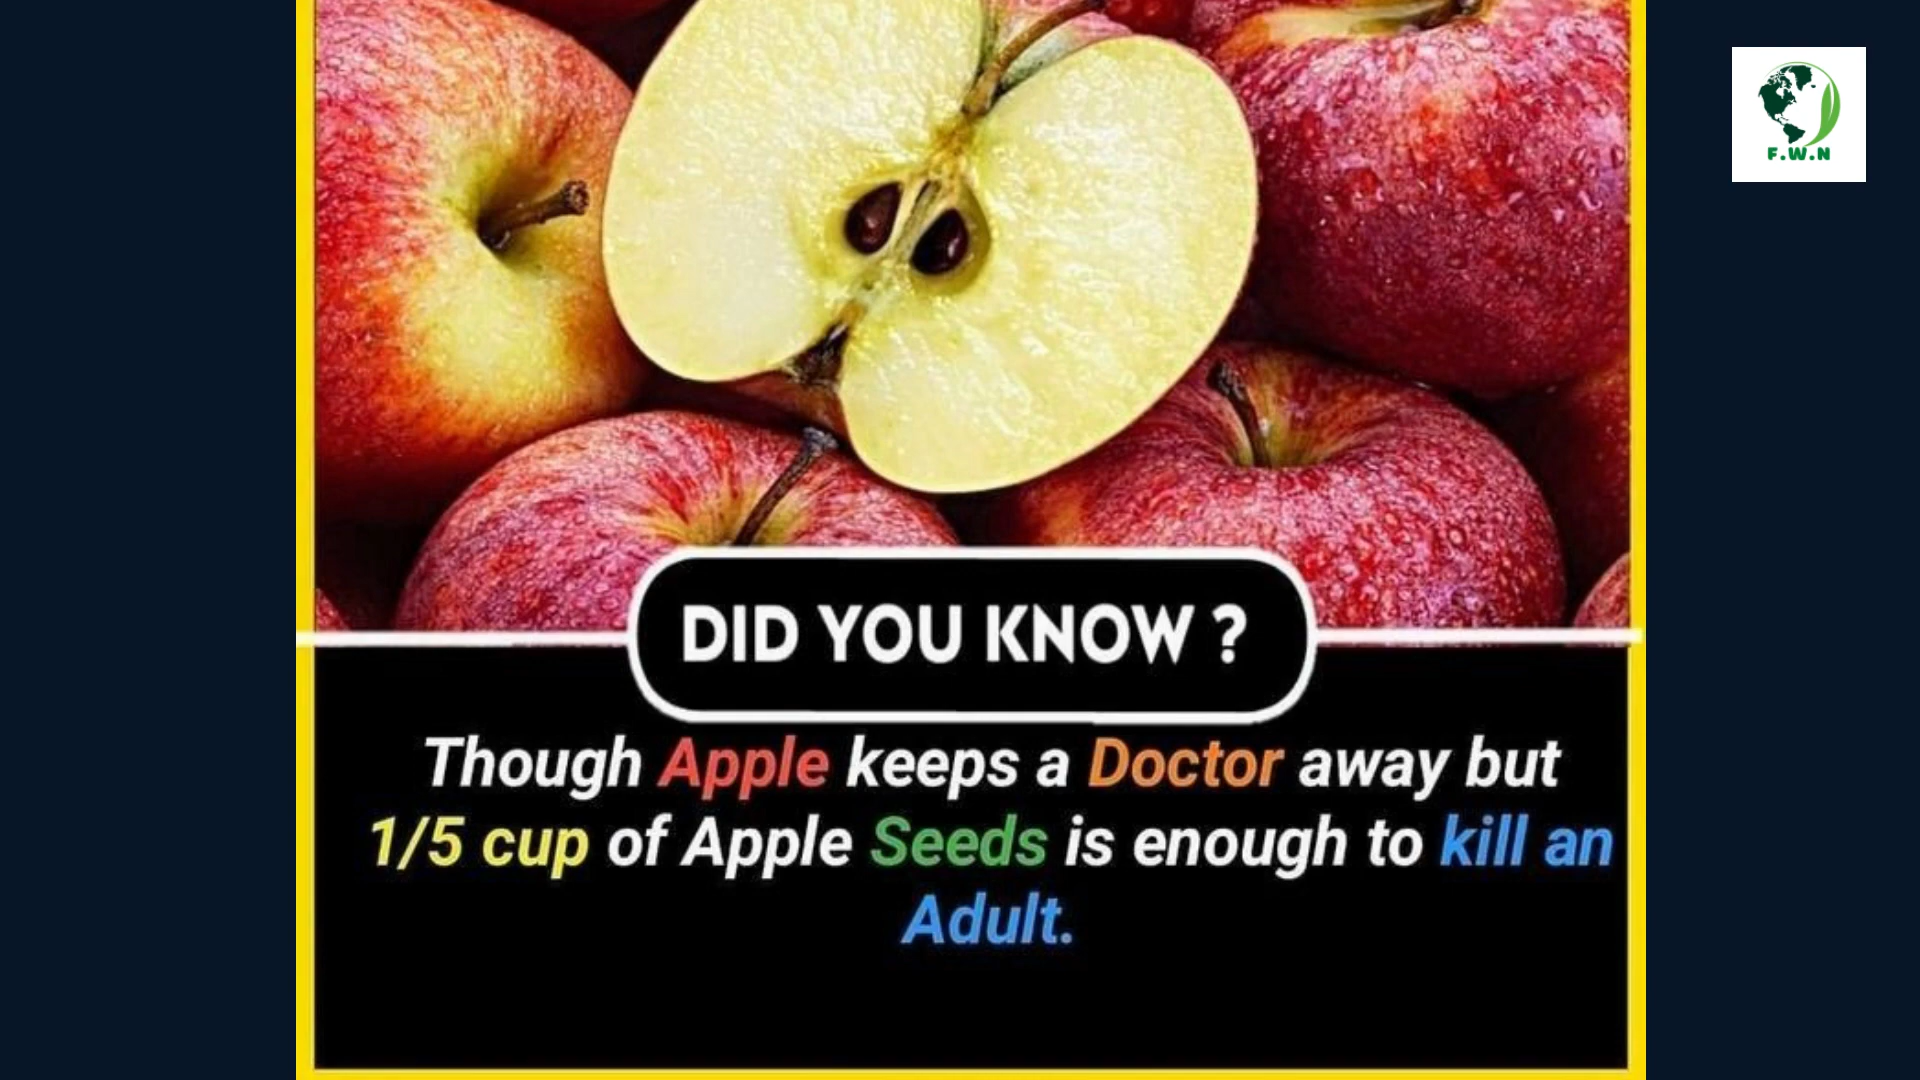 F.W.N
DID YOU KNOW ?
Though Apple keeps a Doctor away but
1/5 cup of Apple Seeds is enough to kill an
Adult.